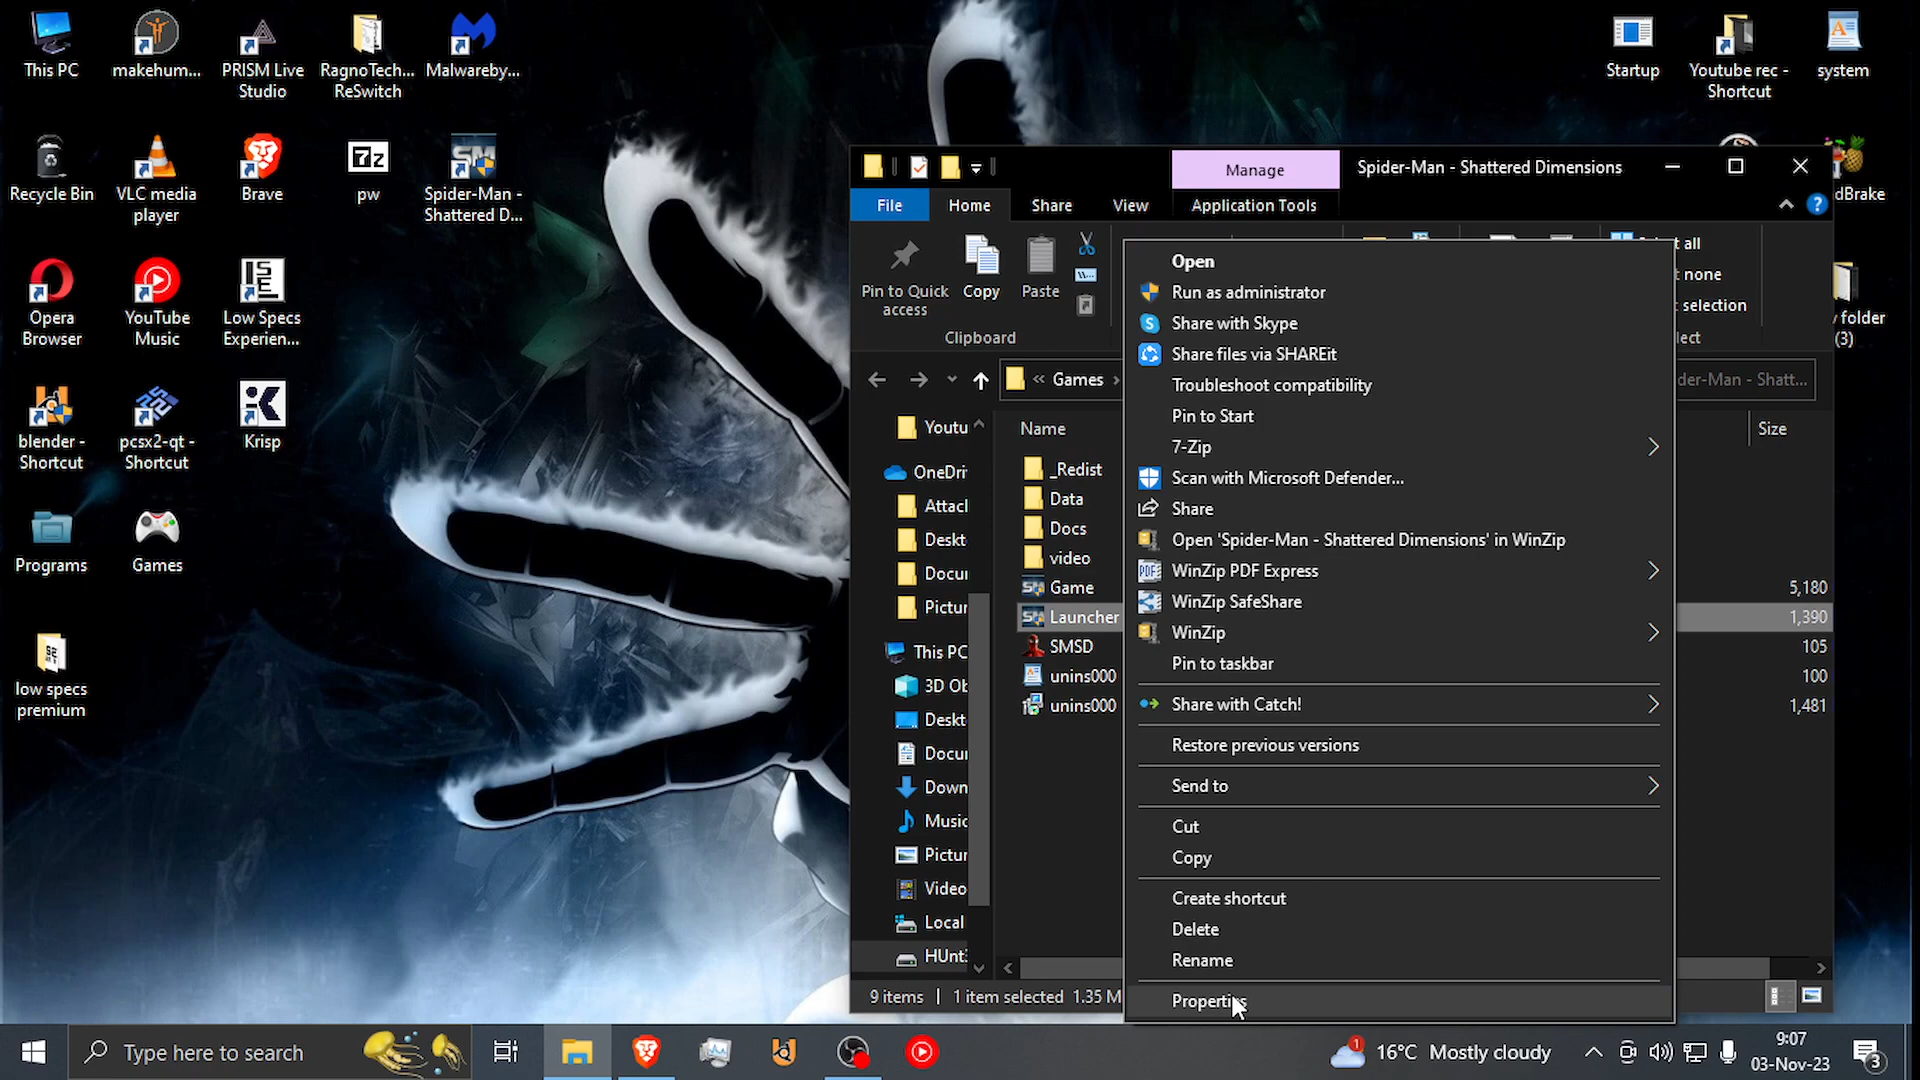 This PC
makehum...
PRISM Live
Studio
RagnoTech...
ReSwitch
Malwareby...
Startup
Youtube rec -
Shortcut
system
Recycle Bin
VLC media
player
Brave
7z
pw
Spider-Man -
Shattered D...
dBrake
Opera
Browser
YouTube
Music
Low Specs
Experien...
folder
(3)
blender -
Shortcut
pcsx2-qt -
Shortcut
Krisp
Programs
Games
low specs
premium
Manage
Spider-Man - Shattered Dimensions
File
Home
Share
View
Application Tools
Pin to Quick
access
Copy
Paste
Clipboard
all
none
selection
Games
der-Man - Shatt...
Name
Size
Youtu
OneDri
Attacl
Deskt
Docur
Pictur
This PC
3D Ob
Deskt
Docur
Down
Music
Pictur
Video
Local
HUnt
_Redist
Data
Docs
video
Game
5,180
Launcher
1,390
SMSD
105
unins000
100
unins000
1,481
9 items
1 item selected 1.35 M
Open
Run as administrator
Share with Skype
Share files via SHAREit
Troubleshoot compatibility
Pin to Start
7-Zip
Scan with Microsoft Defender...
Share
Open 'Spider-Man - Shattered Dimensions' in WinZip
WinZip PDF Express
WinZip SafeShare
WinZip
Pin to taskbar
Share with Catch!
Restore previous versions
Send to
Cut
Copy
Create shortcut
Delete
Rename
Properties
Type here to search
1
16°C Mostly cloudy
9:07
03-Nov-23
3